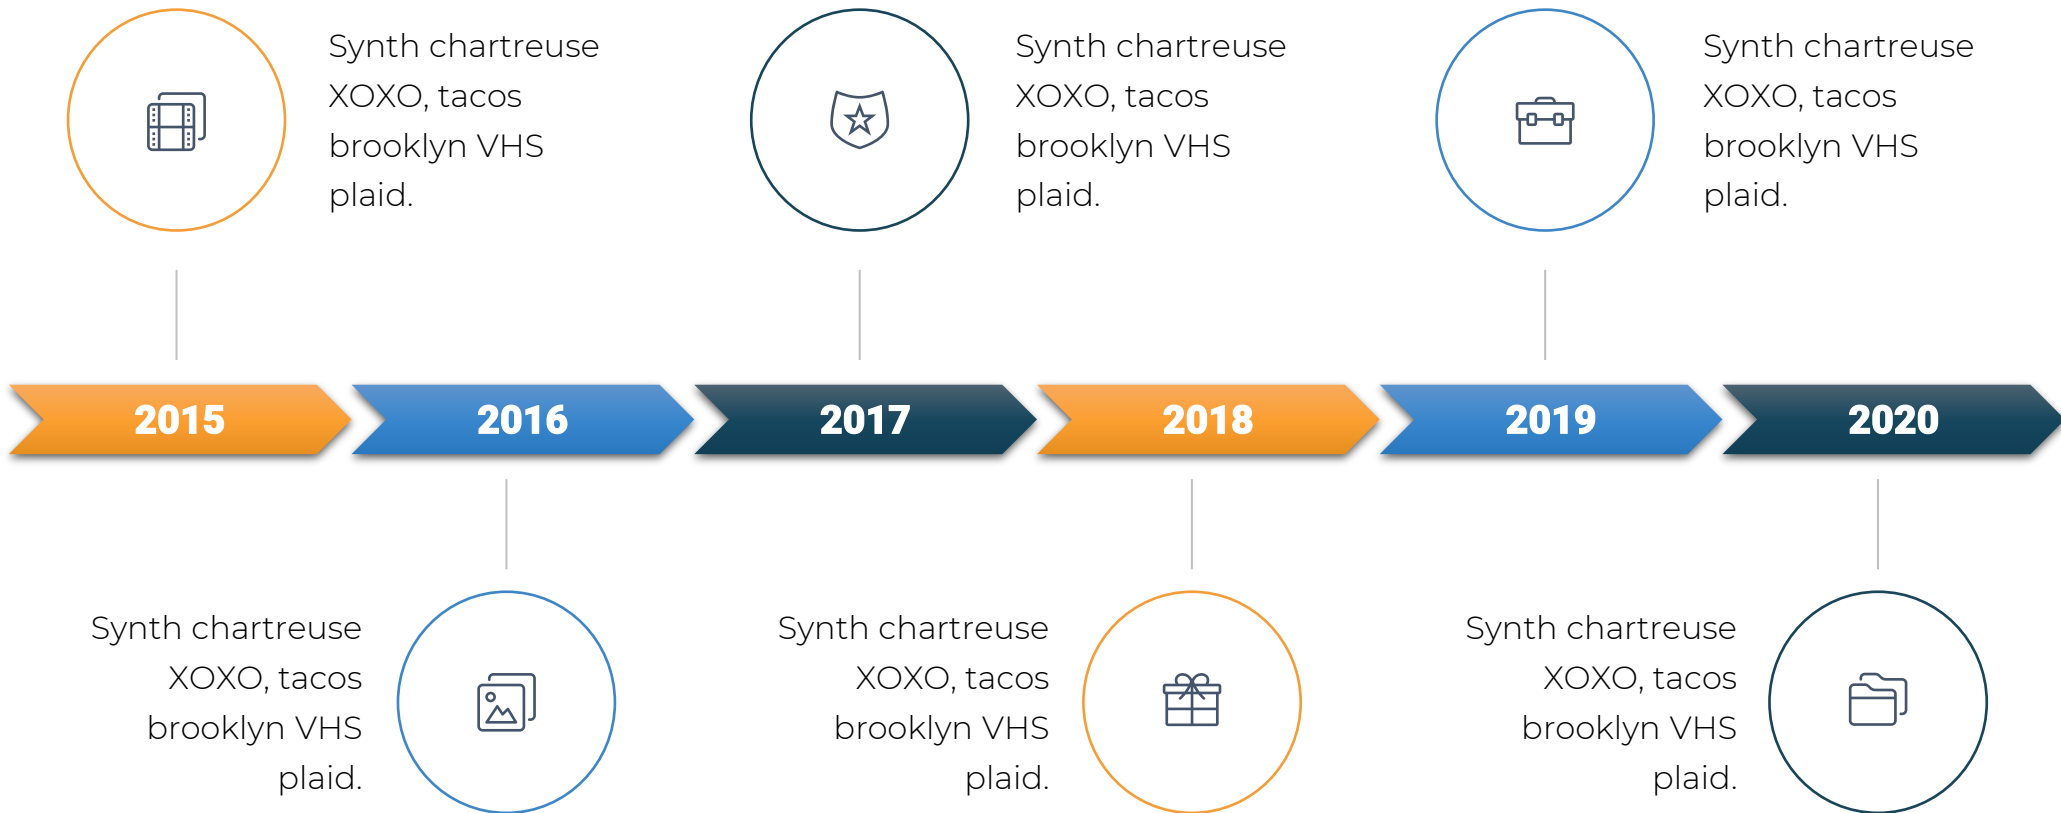 Synth chartreuse
XOXO, tacos
brooklyn VHS
plaid.
Synth chartreuse
XOXO, tacos
brooklyn VHS
plaid.
Synth chartreuse
XOXO, tacos
brooklyn VHS
plaid.
2015
2016
2017
2018
2019
2020
Synth chartreuse
XOXO, tacos
brooklyn VHS
plaid.
Synth chartreuse
XOXO, tacos
brooklyn VHS
plaid.
Synth chartreuse
XOXO, tacos
brooklyn VHS
plaid.